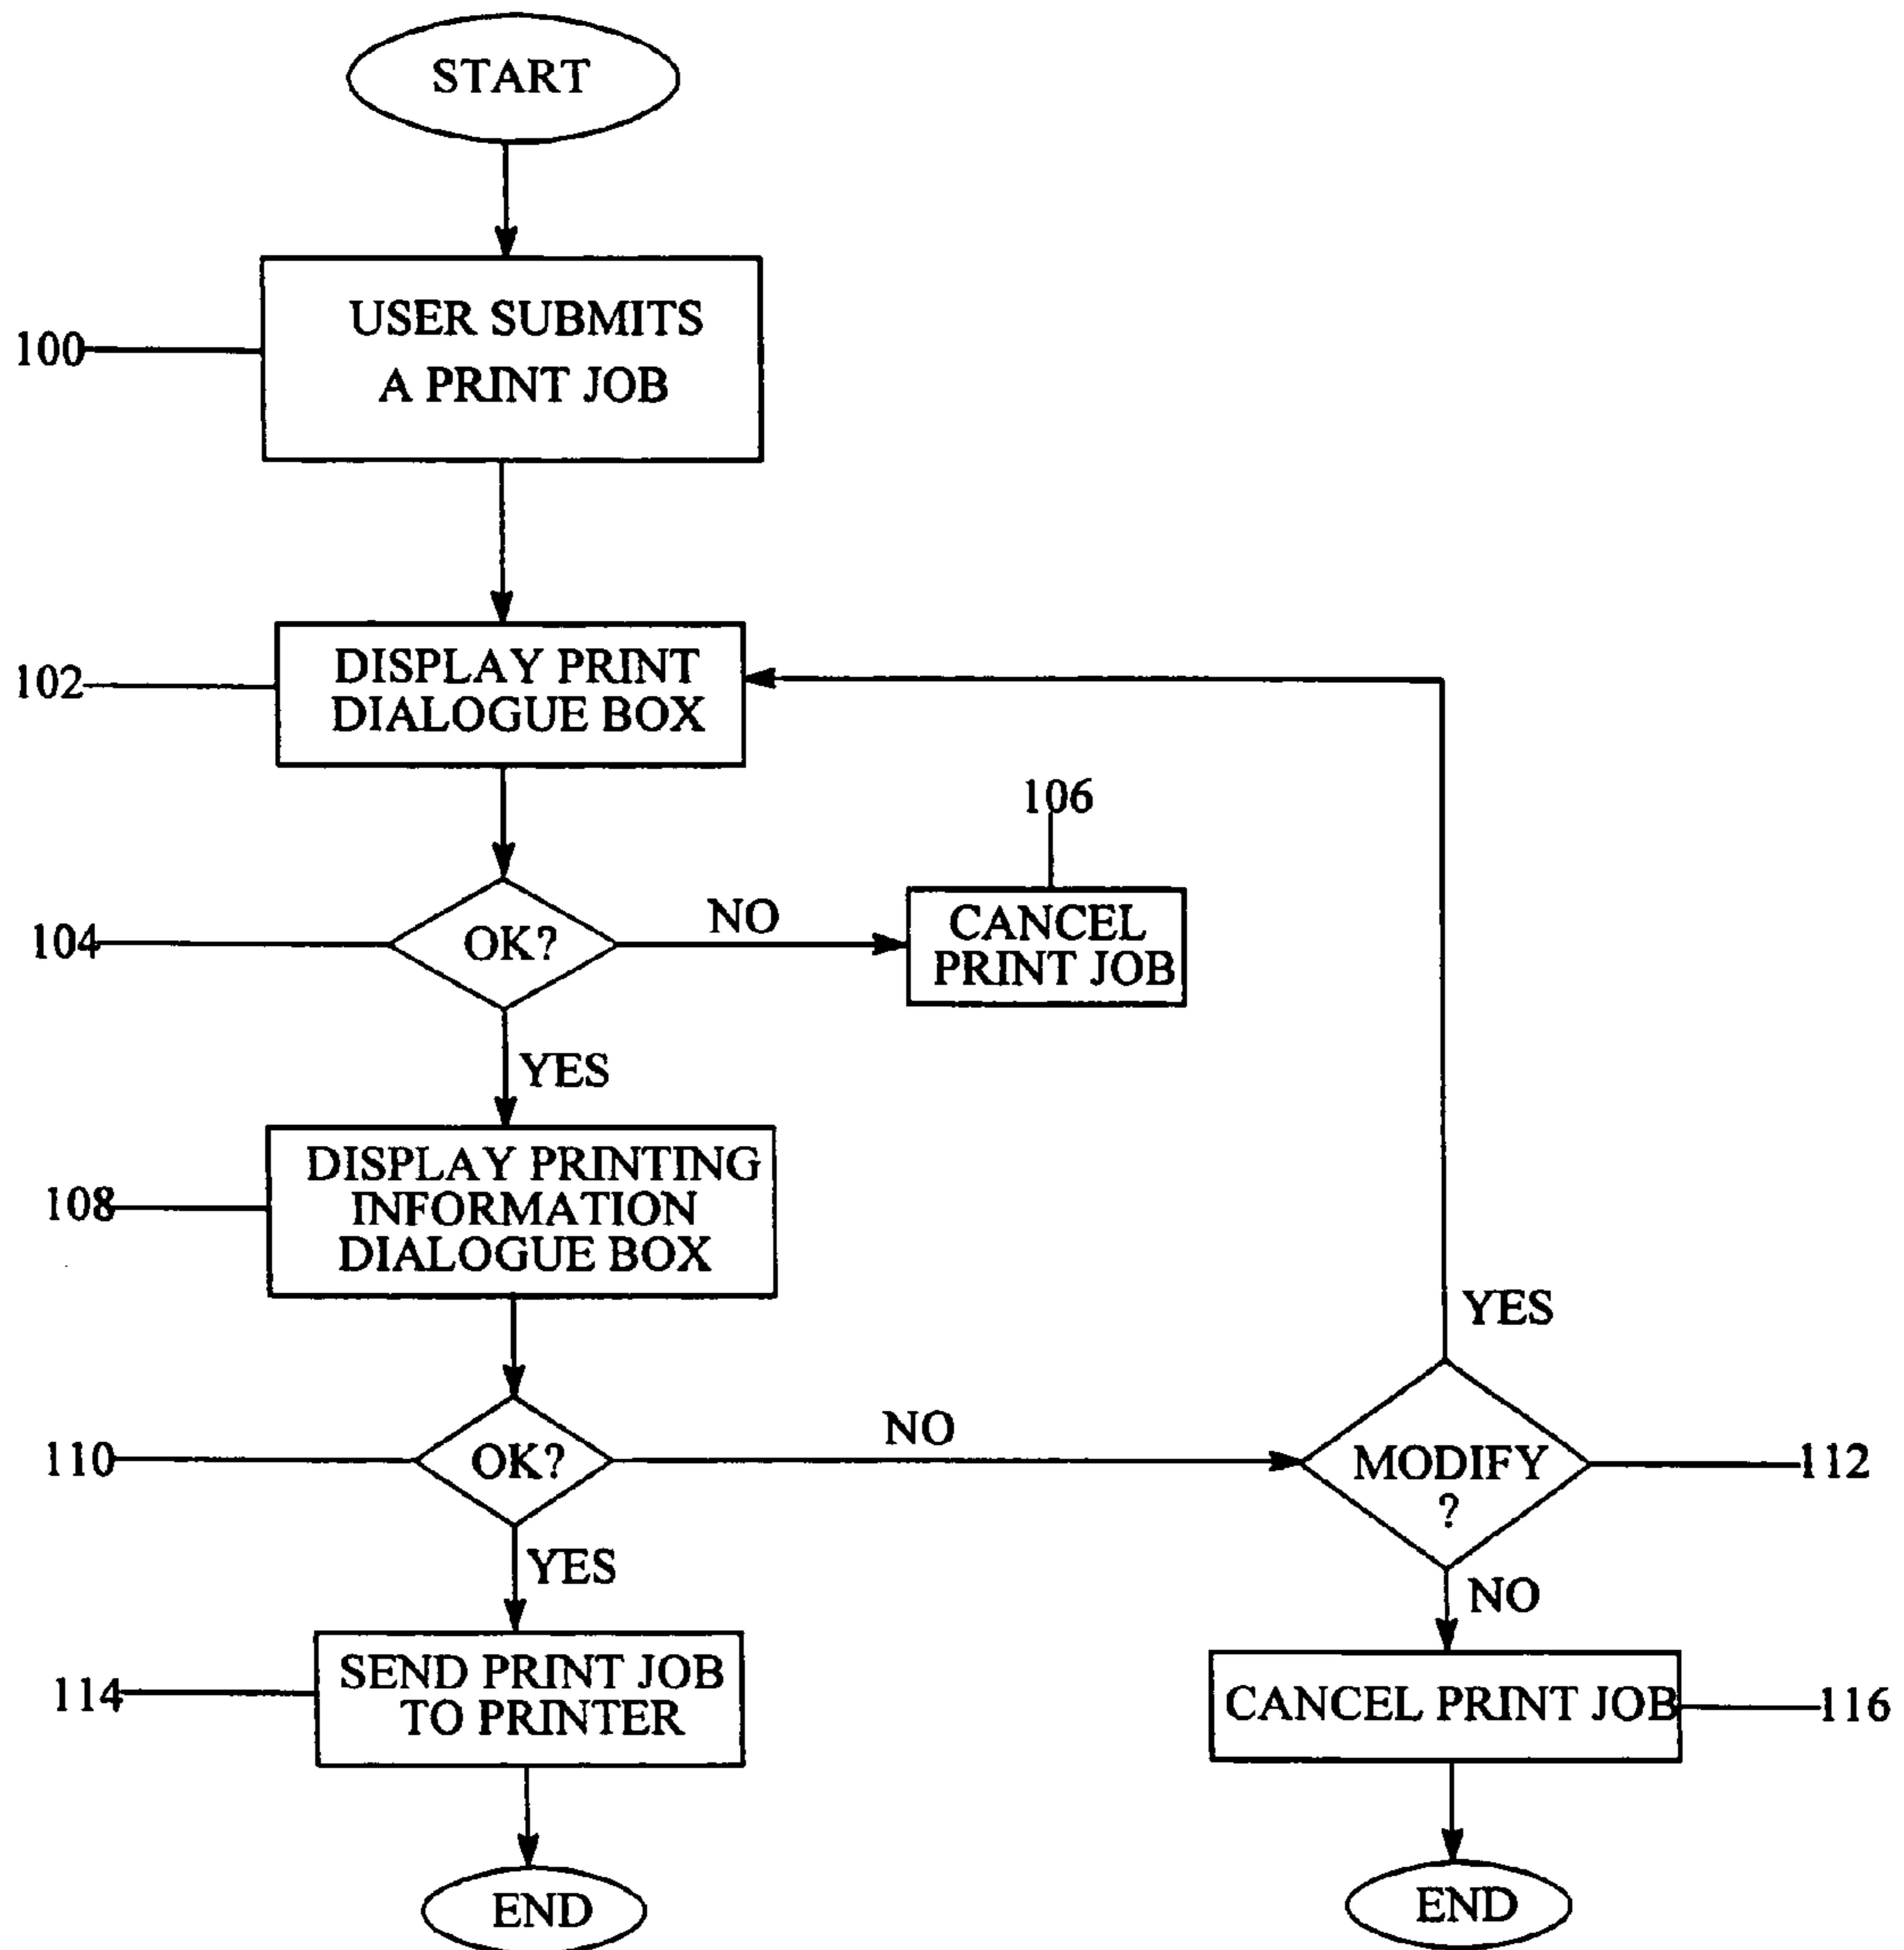 START
100
USER SUBMITS
A PRINT JOB
102
DISPLAY PRINT
DIALOGUE BOX
106
104
OK?
NO
CANCEL
PRINT JOB
YES
108
DISPLAY PRINTING
INFORMATION
DIALOGUE BOX
YES
110
OK?
NO
MODIFY
?
112
YES
NO
114
SEND PRINT JOB
TO PRINTER
CANCEL PRINT JOB
116
END
END